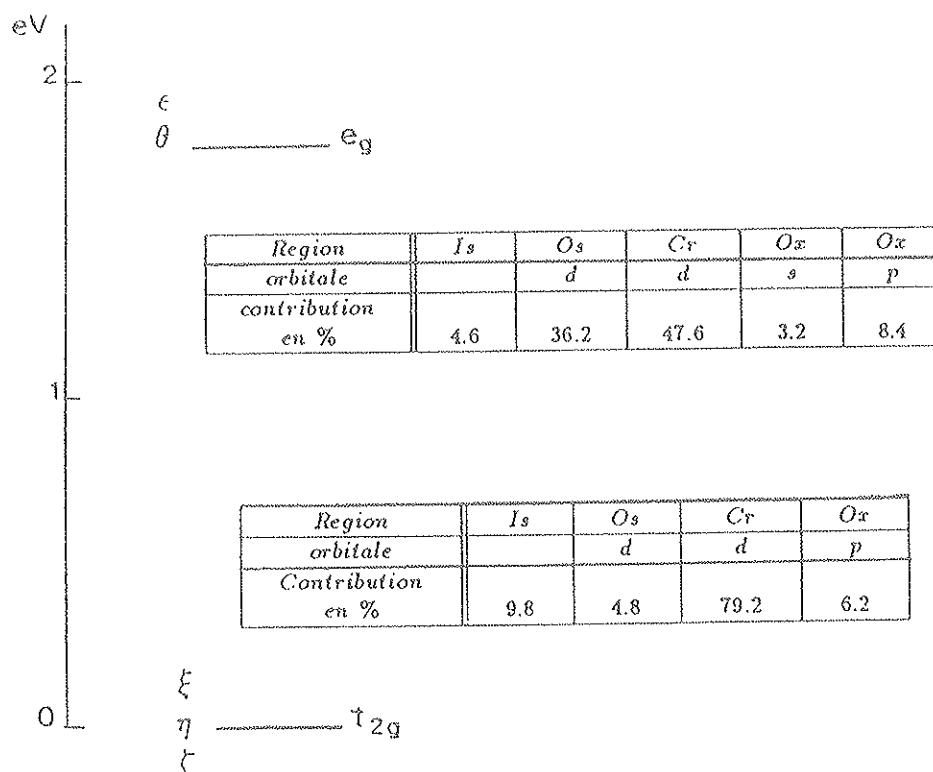 eV
2
ϵ
θ e_g
Region Is Os Cr Ox Ox
orbitale d d s p
contribution
en % 4.6 36.2 47.6 3.2 8.4
1
Region Is Os Cr Ox
orbitale d d p
Contribution
en % 9.8 4.8 79.2 6.2
ξ
0 η t_2g
ζ